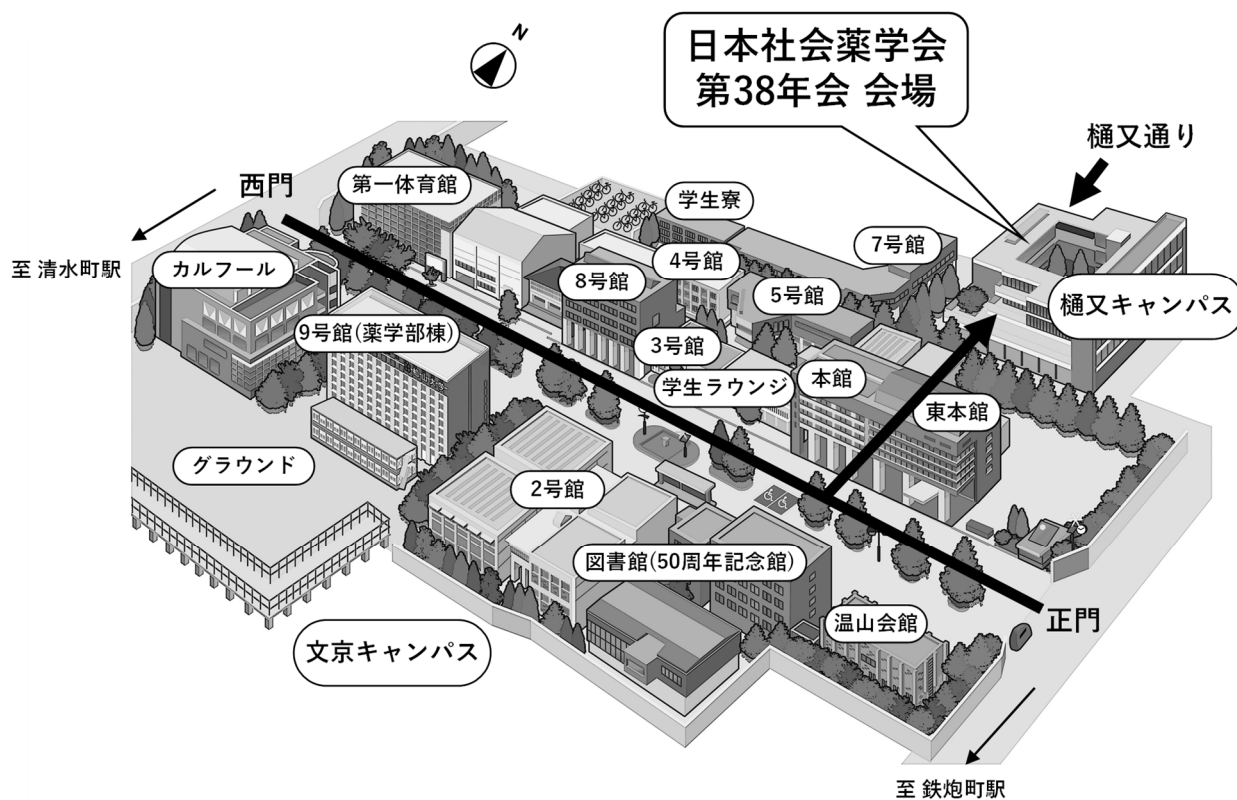 N
日本社会薬学会
第38年会 会場
樋又通り
西門
第一体育館
学生寮
7号館
至 清水町駅
カルフール
4号館
8号館
5号館
樋又キャンパス
9号館(薬学部棟)
3号館
学生ラウンジ
本館
東本館
グラウンド
2号館
図書館(50周年記念館)
温山会館
正門
文京キャンパス
至 鉄炮町駅